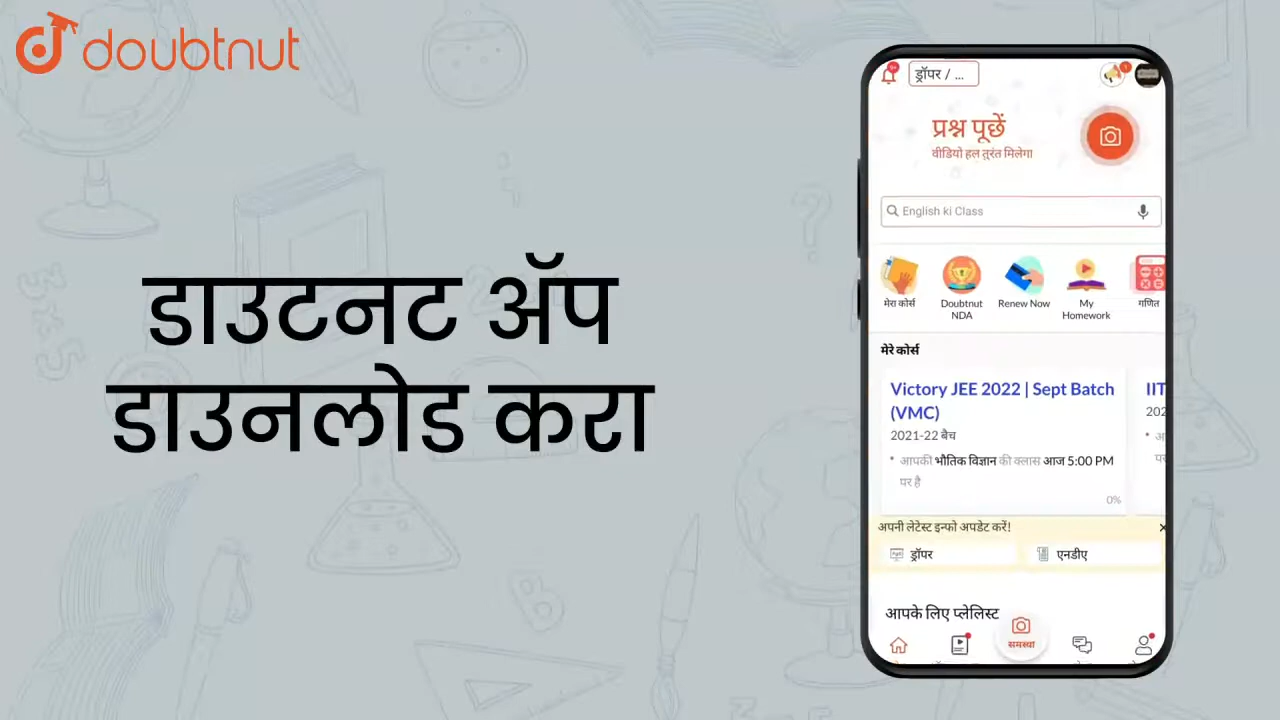 doubtnut
डाउटनट ॲप
डाउनलोड करा
9+
ड्रॉपर / ...
1
प्रश्न पूछें
वीडियो हल तुरंत मिलेगा
English ki Class
मेरा कोर्स
Doubtnut NDA
Renew Now
My Homework
गणित
मेरे कोर्स
Victory JEE 2022 | Sept Batch
(VMC)
2021-22 बैच
आपकी भौतिक विज्ञान की क्लास आज 5:00 PM
पर है
0%
IIT
202
अपनी लेटेस्ट इन्फो अपडेट करें!
ड्रॉपर
एनडीए
आपके लिए प्लेलिस्ट
समस्या